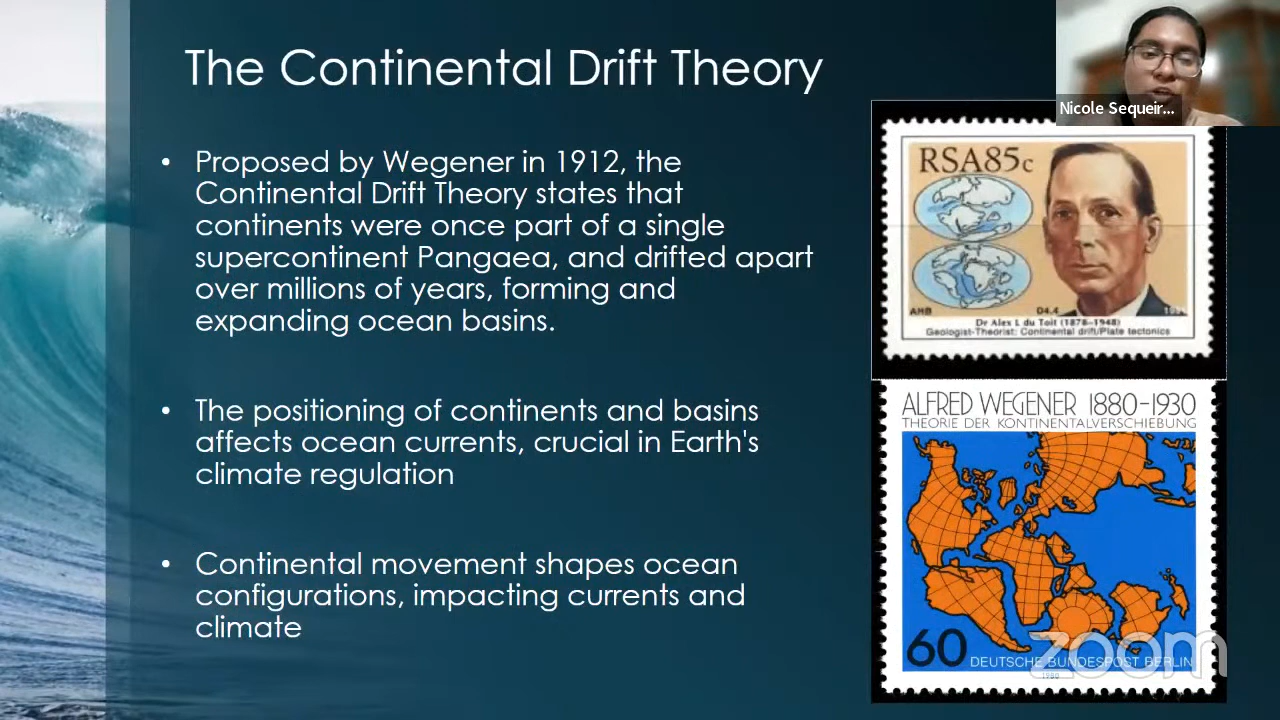 The Continental Drift Theory
Nicole Sequeir...
• Proposed by Wegener in 1912, the
Continental Drift Theory states that
continents were once part of a single
supercontinent Pangaea, and drifted apart
over millions of years, forming and
expanding ocean basins.
• The positioning of continents and basins
affects ocean currents, crucial in Earth's
climate regulation
• Continental movement shapes ocean
configurations, impacting currents and
climate
RSA85c
AHB D4.4
Dr Alex L du Toit (1878-1948)
Geologist-Theorist: Continental drift/Plate tectonics
ALFRED WEGENER 1880-1930
THEORIE DER KONTINENTALVERSCHIEBUNG
60 DEUTSCHE BUNDESPOST BERLIN
1980
zoom